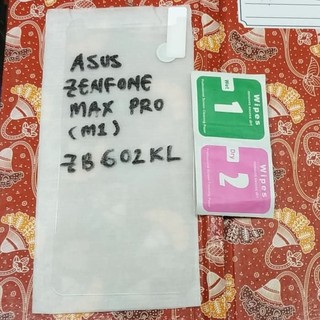 ASUS
ZENFONE
MAX PRO
(M1)
ZB602KL
Wet
1
Wipes
Dry
2
Wipes